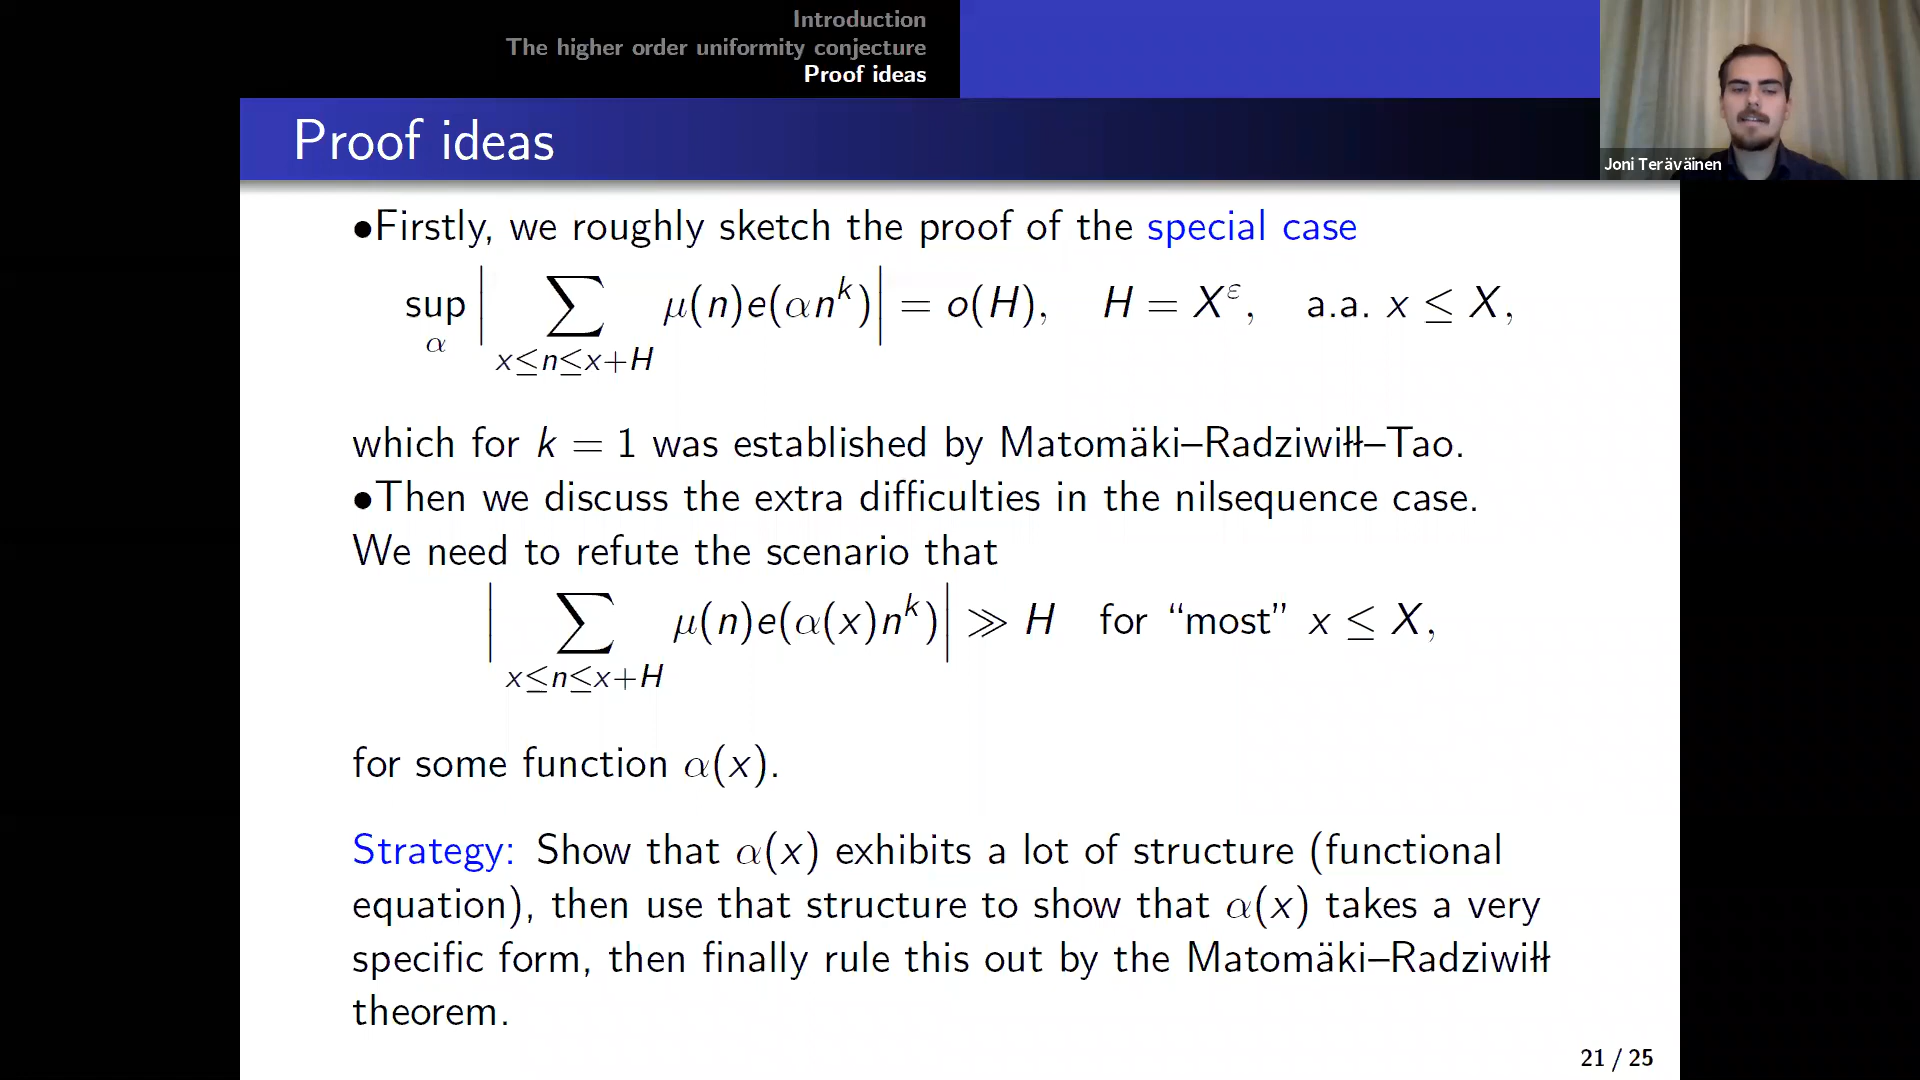 Introduction
The higher order uniformity conjecture
Proof ideas
Joni Teräväinen
Proof ideas
•Firstly, we roughly sketch the proof of the special case
sup_α | ∑_{x≤n≤x+H} μ(n)e(αn^k) | = o(H), H = X^ε, a.a. x ≤ X,
which for k = 1 was established by Matomäki–Radziwiłł–Tao.
•Then we discuss the extra difficulties in the nilsequence case.
We need to refute the scenario that
| ∑_{x≤n≤x+H} μ(n)e(α(x)n^k) | ≫ H for “most” x ≤ X,
for some function α(x).
Strategy: Show that α(x) exhibits a lot of structure (functional
equation), then use that structure to show that α(x) takes a very
specific form, then finally rule this out by the Matomäki–Radziwiłł
theorem.
21 / 25